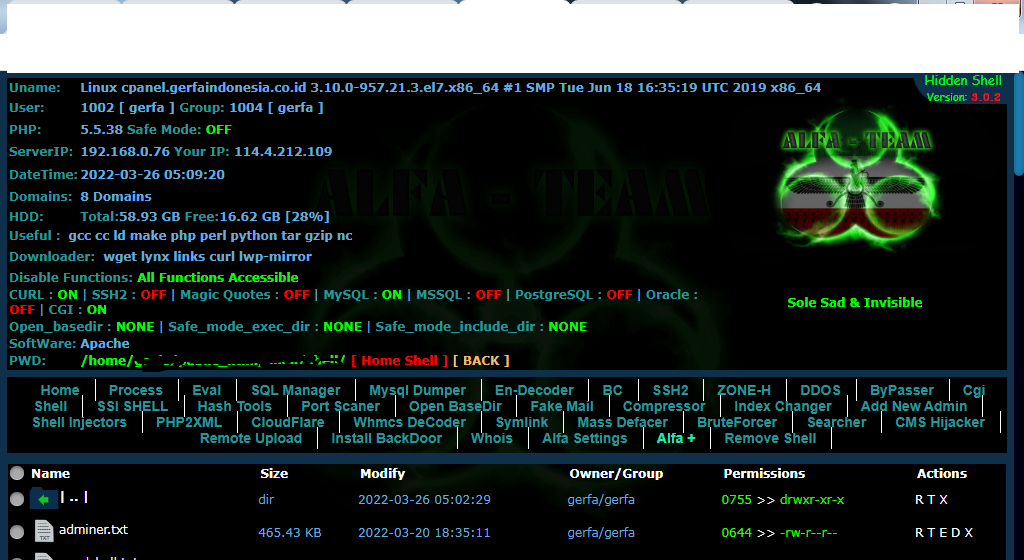 Hidden Shell
Version: 3.0.2
Uname: Linux cpanel.gerfaindonesia.co.id 3.10.0-957.21.3.el7.x86_64 #1 SMP Tue Jun 18 16:35:19 UTC 2019 x86_64
User: 1002 [ gerfa ] Group: 1004 [ gerfa ]
PHP: 5.5.38 Safe Mode: OFF
ServerIP: 192.168.0.76 Your IP: 114.4.212.109
DateTime: 2022-03-26 05:09:20
Domains: 8 Domains
HDD: Total:58.93 GB Free:16.62 GB [28%]
Useful : gcc cc ld make php perl python tar gzip nc
Downloader: wget lynx links curl lwp-mirror
Disable Functions: All Functions Accessible
CURL : ON | SSH2 : OFF | Magic Quotes : OFF | MySQL : ON | MSSQL : OFF | PostgreSQL : OFF | Oracle :
OFF | CGI : ON
Open_basedir : NONE | Safe_mode_exec_dir : NONE | Safe_mode_include_dir : NONE
SoftWare: Apache
PWD: /home/ [ Home Shell ] [ BACK ]
ALFA - TEAM
ALFA - TEAM
Sole Sad & Invisible
Home Process Eval SQL Manager Mysql Dumper En-Decoder BC SSH2 ZONE-H DDOS ByPasser Cgi
Shell SSI SHELL Hash Tools Port Scaner Open BaseDir Fake Mail Compressor Index Changer Add New Admin
Shell Injectors PHP2XML CloudFlare Whmcs DeCoder Symlink Mass Defacer BruteForcer Searcher CMS Hijacker
Remote Upload Install BackDoor Whois Alfa Settings Alfa + Remove Shell
Name Size Modify Owner/Group Permissions Actions
| .. | dir 2022-03-26 05:02:29 gerfa/gerfa 0755 >> drwxr-xr-x R T X
adminer.txt 465.43 KB 2022-03-20 18:35:11 gerfa/gerfa 0644 >> -rw-r--r-- R T E D X